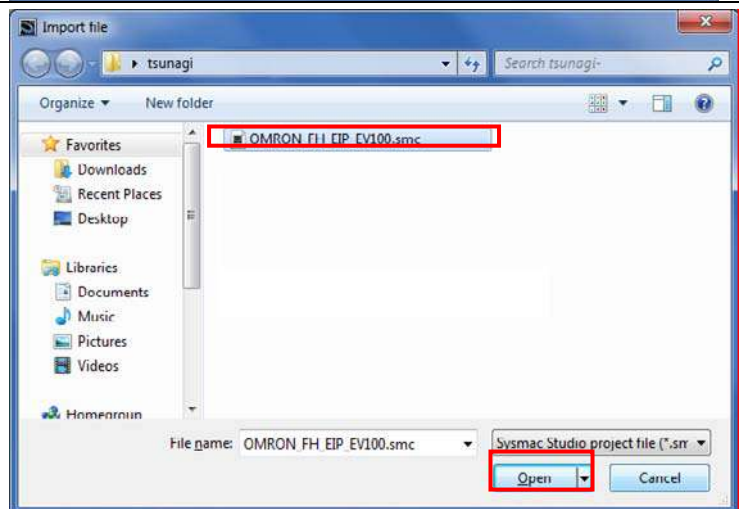 Import file
tsunagi
Search tsunagi-
Organize
New folder
Favorites
OMRON_FH_EIP_EV100.smc
Downloads
Recent Places
Desktop
Libraries
Documents
Music
Pictures
Videos
Homegroup
File name: OMRON_FH_EIP_EV100.smc
Sysmac Studio project file (*.sm
Open
Cancel